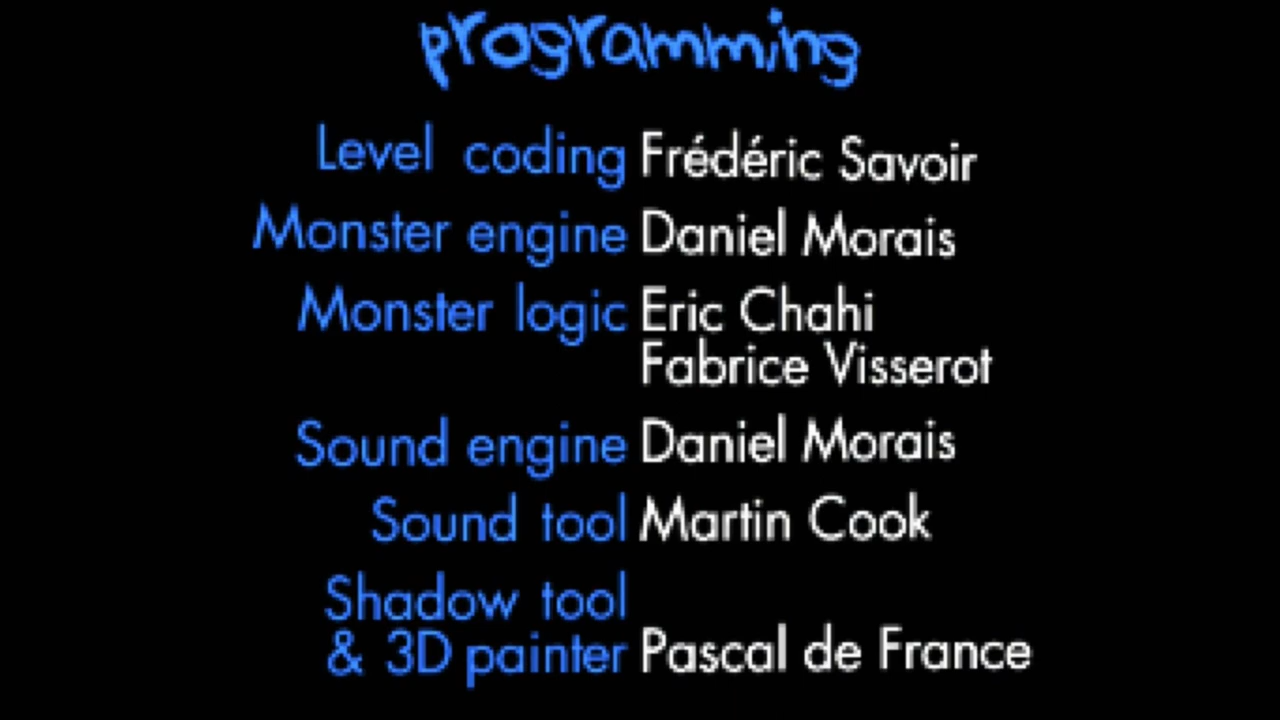 programming
Level coding Frédéric Savoir
Monster engine Daniel Morais
Monster logic Eric Chahi
Fabrice Visserot
Sound engine Daniel Morais
Sound tool Martin Cook
Shadow tool
& 3D painter Pascal de France